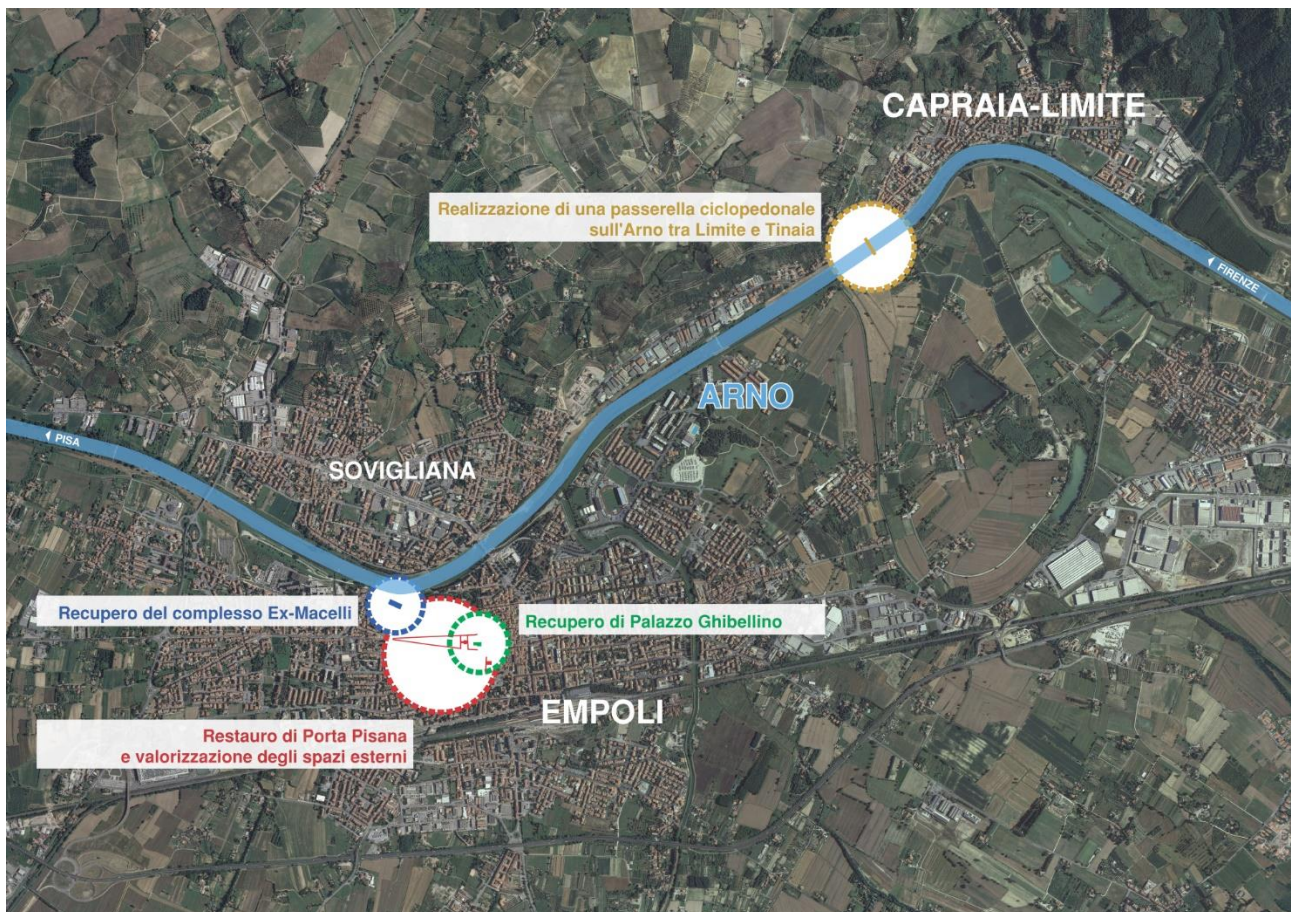 CAPRAIA-LIMITE
Realizzazione di una passerella ciclopedonale
sull'Arno tra Limite e Tinaia
FIRENZE
ARNO
PISA
SOVIGLIANA
Recupero del complesso Ex-Macelli
Recupero di Palazzo Ghibellino
EMPOLI
Restauro di Porta Pisana
e valorizzazione degli spazi esterni